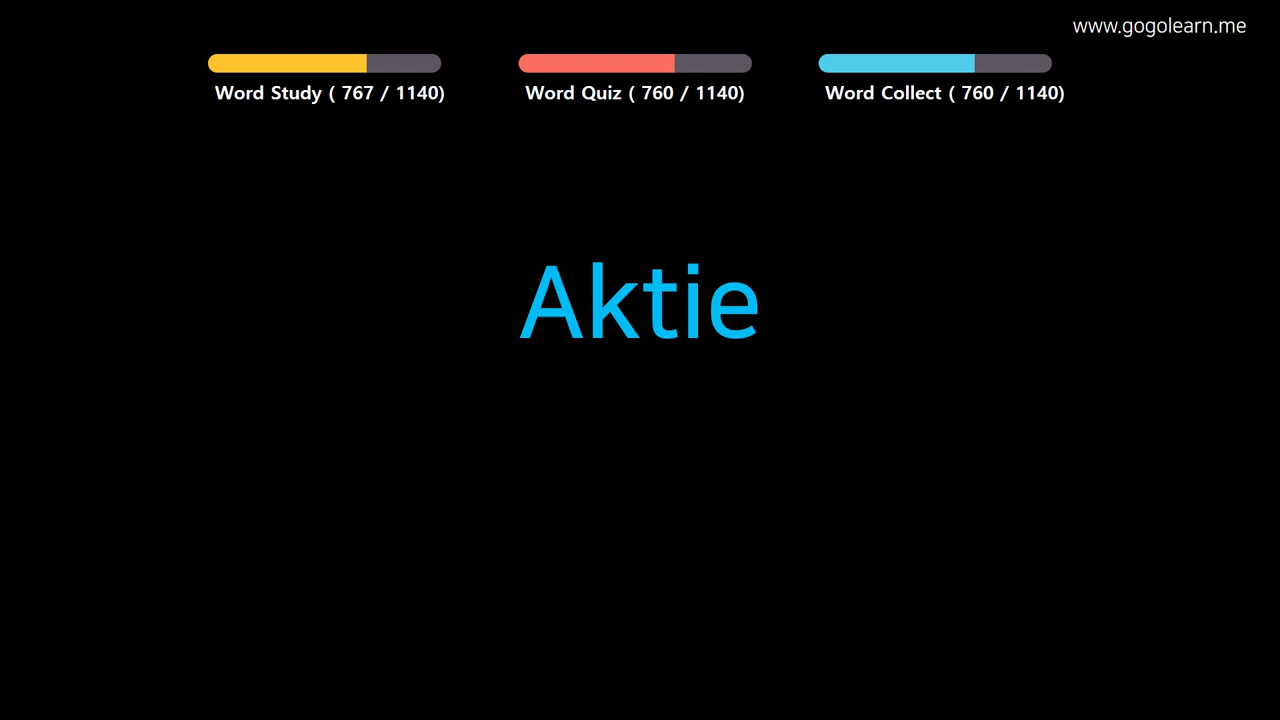 www.gogolearn.me
Word Study ( 767 / 1140)
Word Quiz ( 760 / 1140)
Word Collect ( 760 / 1140)
Aktie